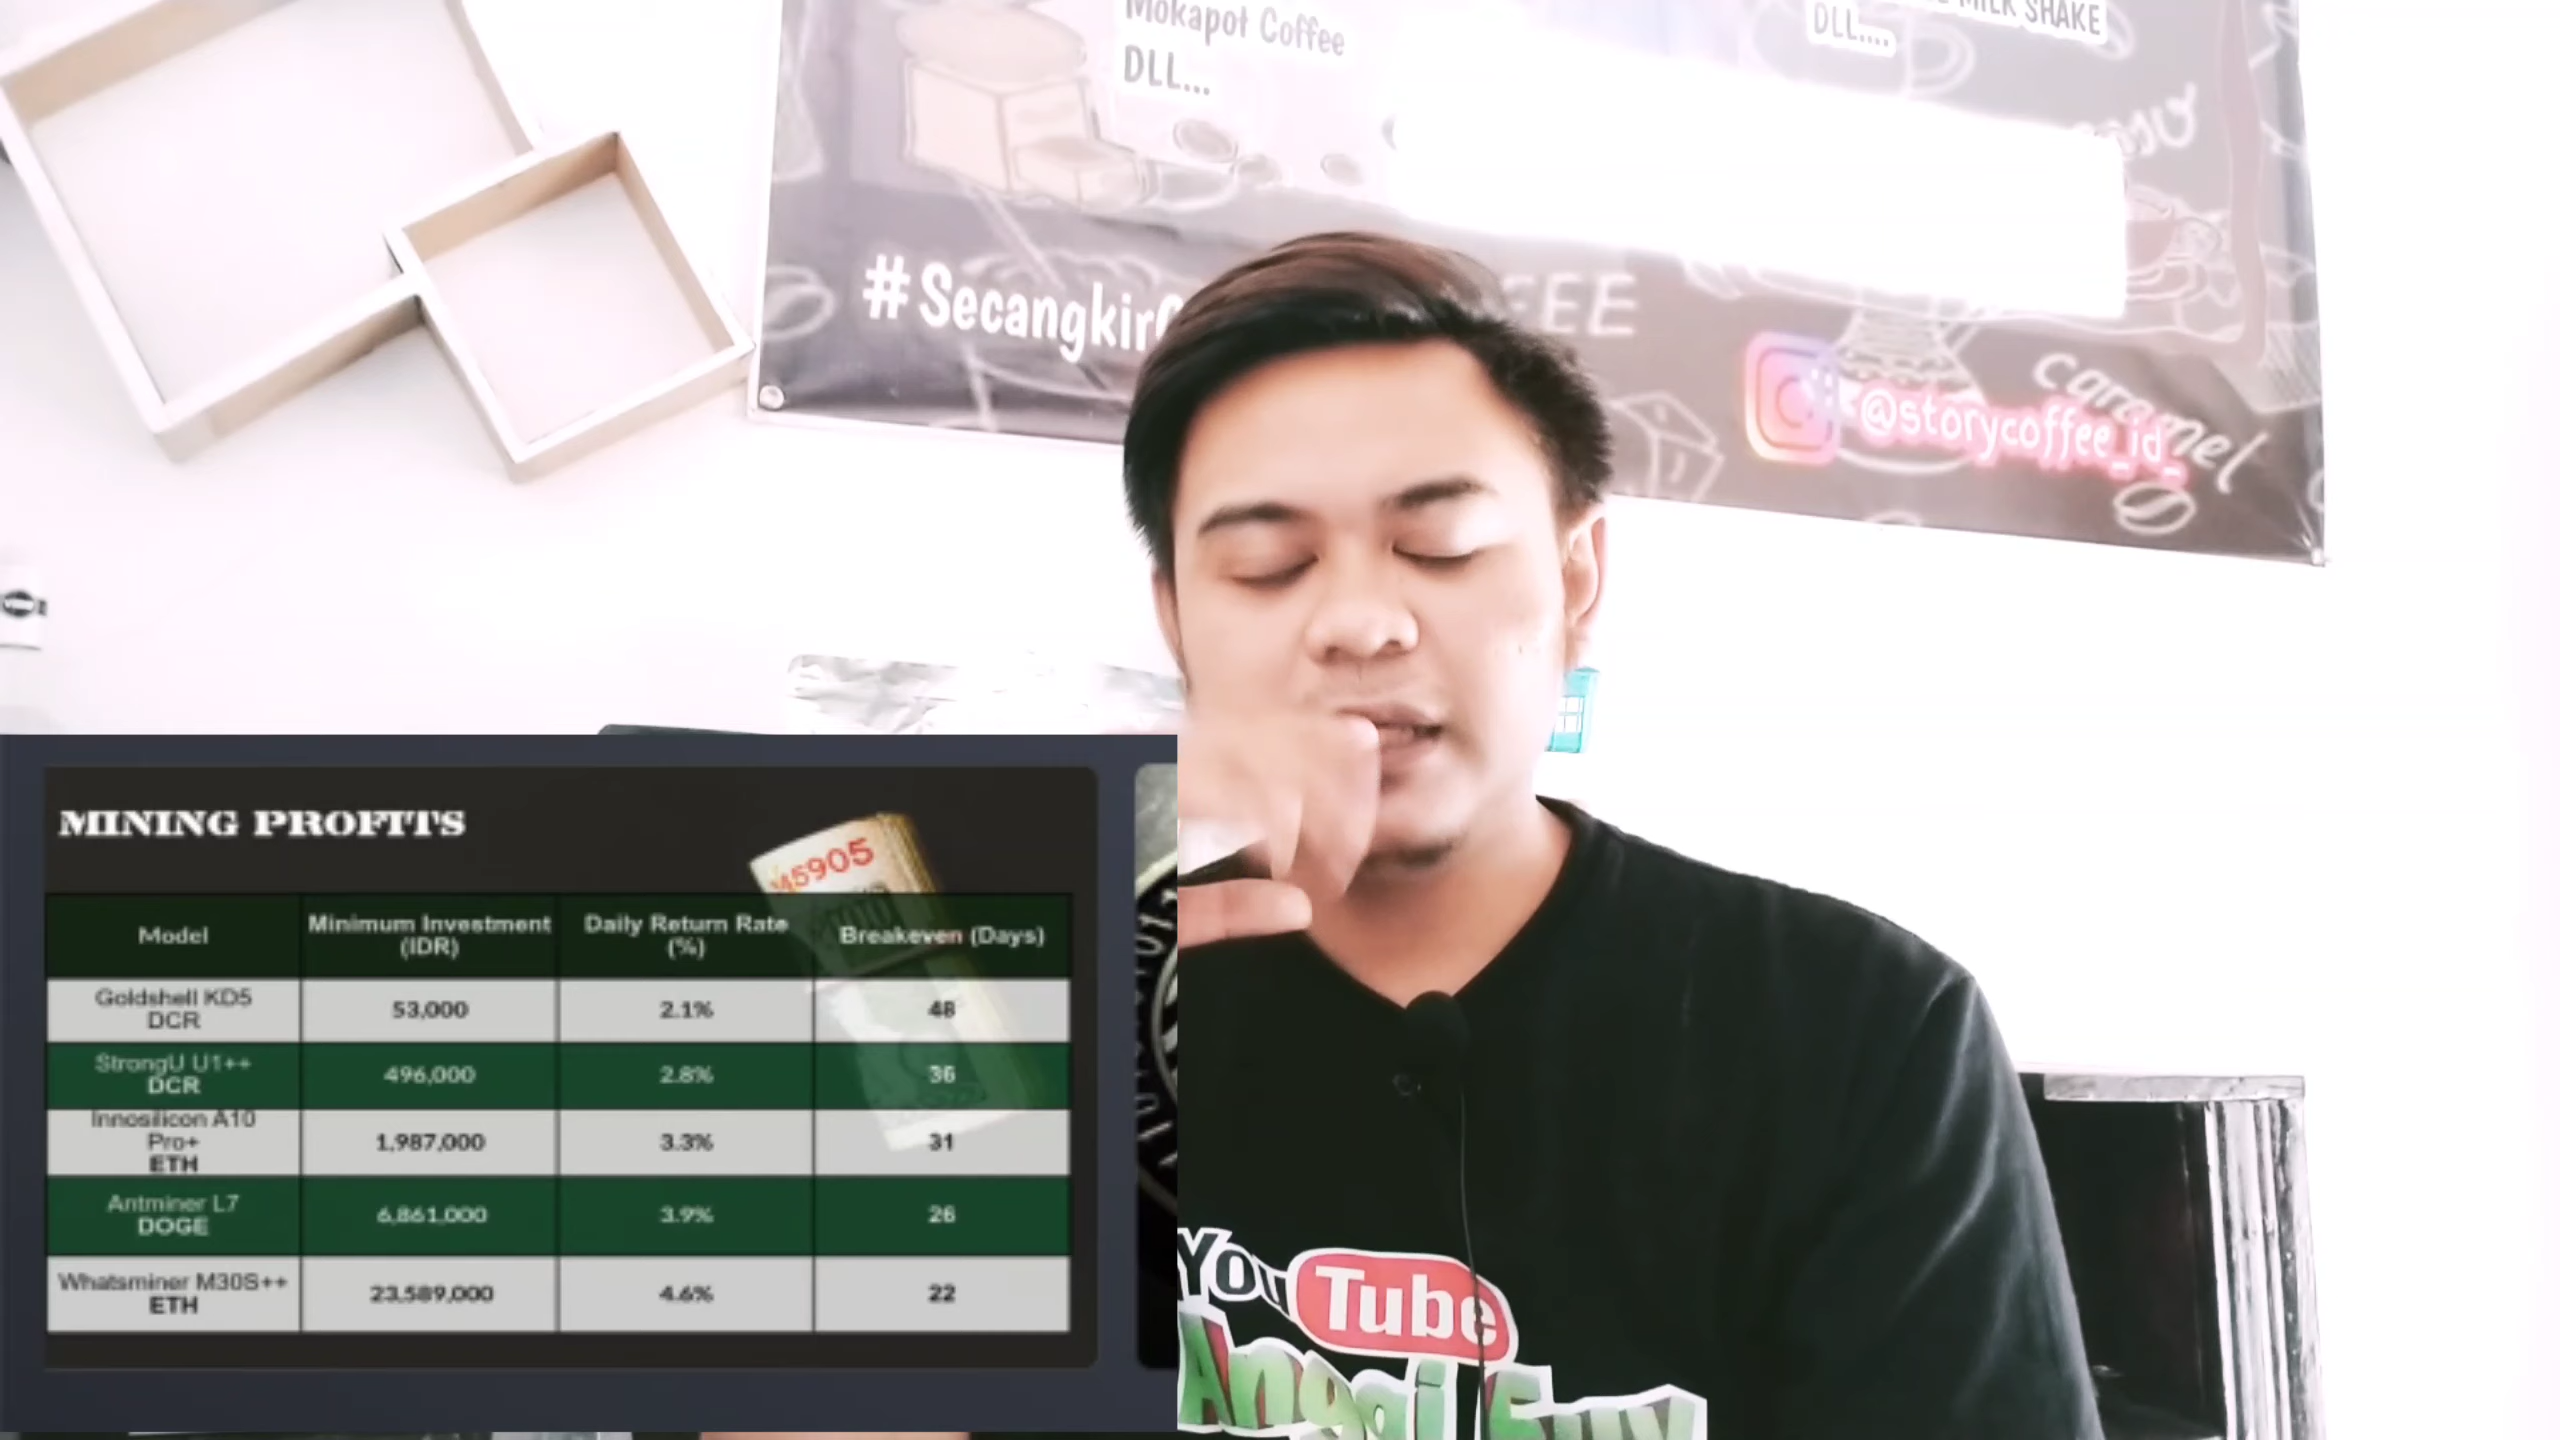 Mokapot Coffee
DLL...
MILK SHAKE
DLL....
#Secangkir
EE
caramel
@storycoffee_id_
MINING PROFITS
Model
Minimum Investment
(IDR)
Daily Return Rate
(%)
Breakeven (Days)
Goldshell KD5
DCR
53,000
2.1%
48
StrongU U1++
DCR
496,000
2.8%
36
Innosilicon A10
Pro+
ETH
1,987,000
3.3%
31
Antminer L7
DOGE
6,861,000
3.9%
26
Whatsminer M30S++
ETH
23,589,000
4.6%
22
You Tube